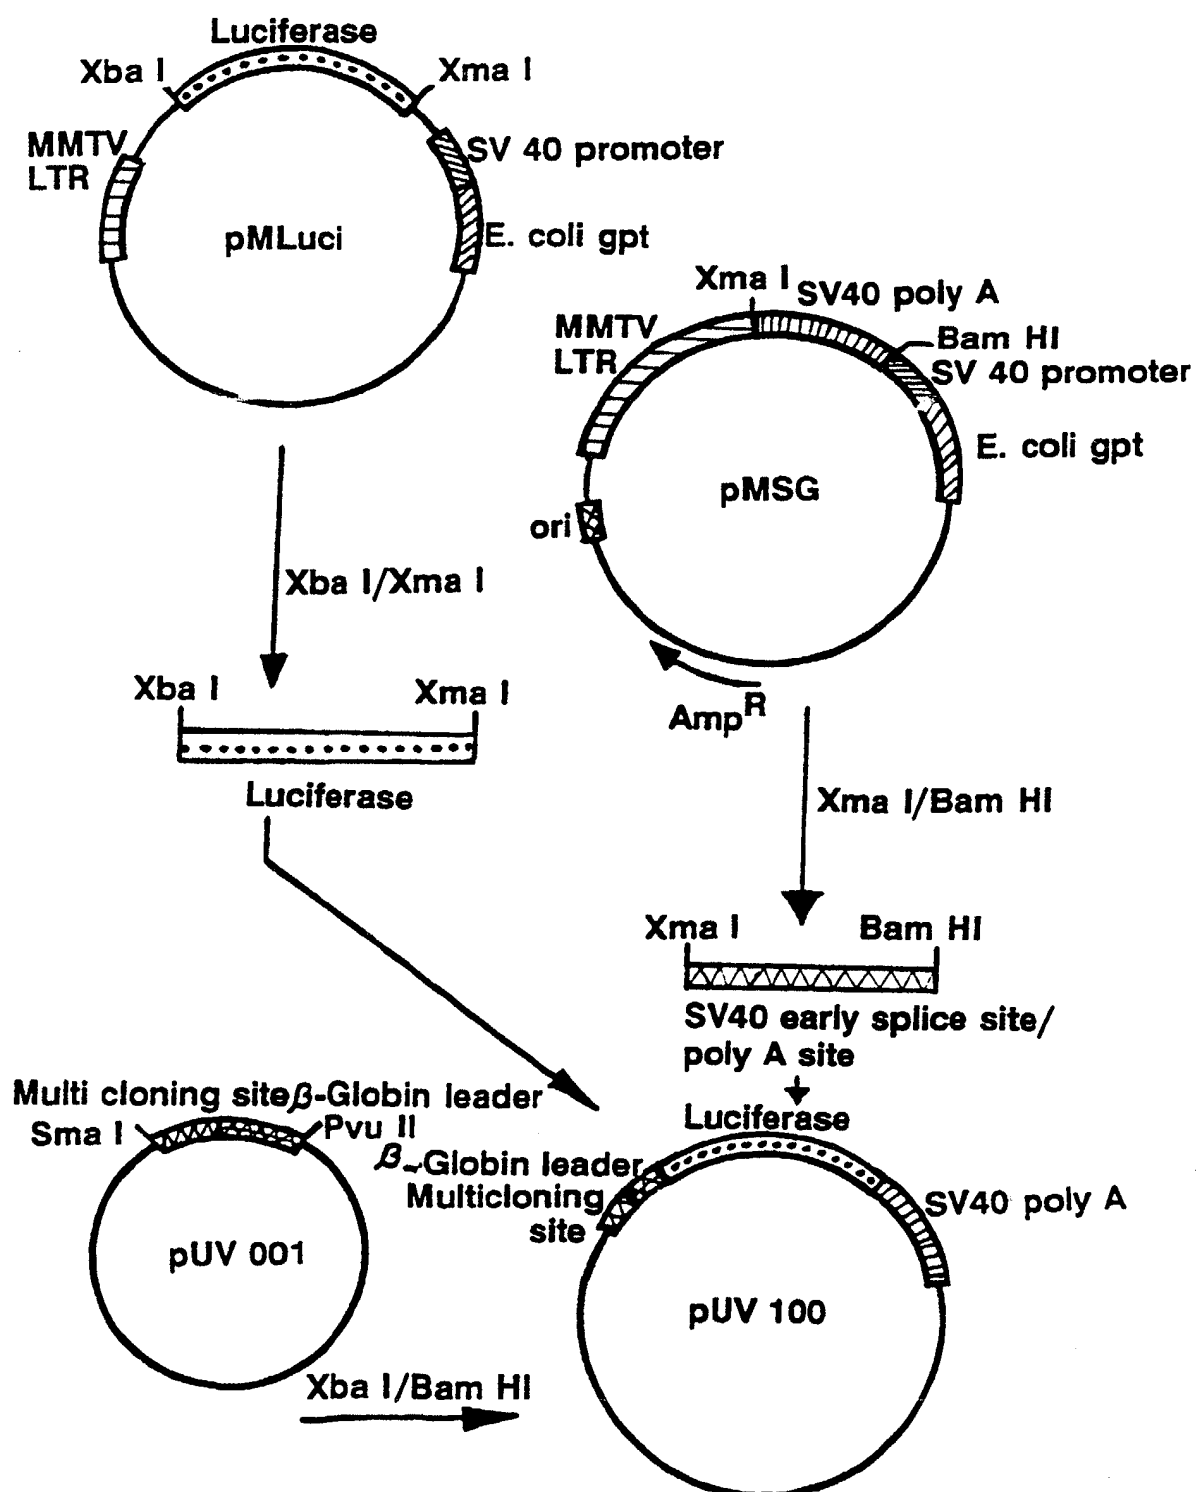 Luciferase
Xba I
Xma I
MMTV
LTR
SV 40 promoter
pMLuci
E. coli gpt
Xma I
SV40 poly A
MMTV
LTR
Bam HI
SV 40 promoter
E. coli gpt
pMSG
ori
Xba I/Xma I
Amp R
Xba I
Xma I
Luciferase
Xma I/Bam HI
Xma I
Bam HI
SV40 early splice site/
poly A site
Multi cloning site β-Globin leader
Sma I
Pvu II
Luciferase
β-Globin leader
Multicloning
site
SV40 poly A
pUV 001
pUV 100
Xba I/Bam HI